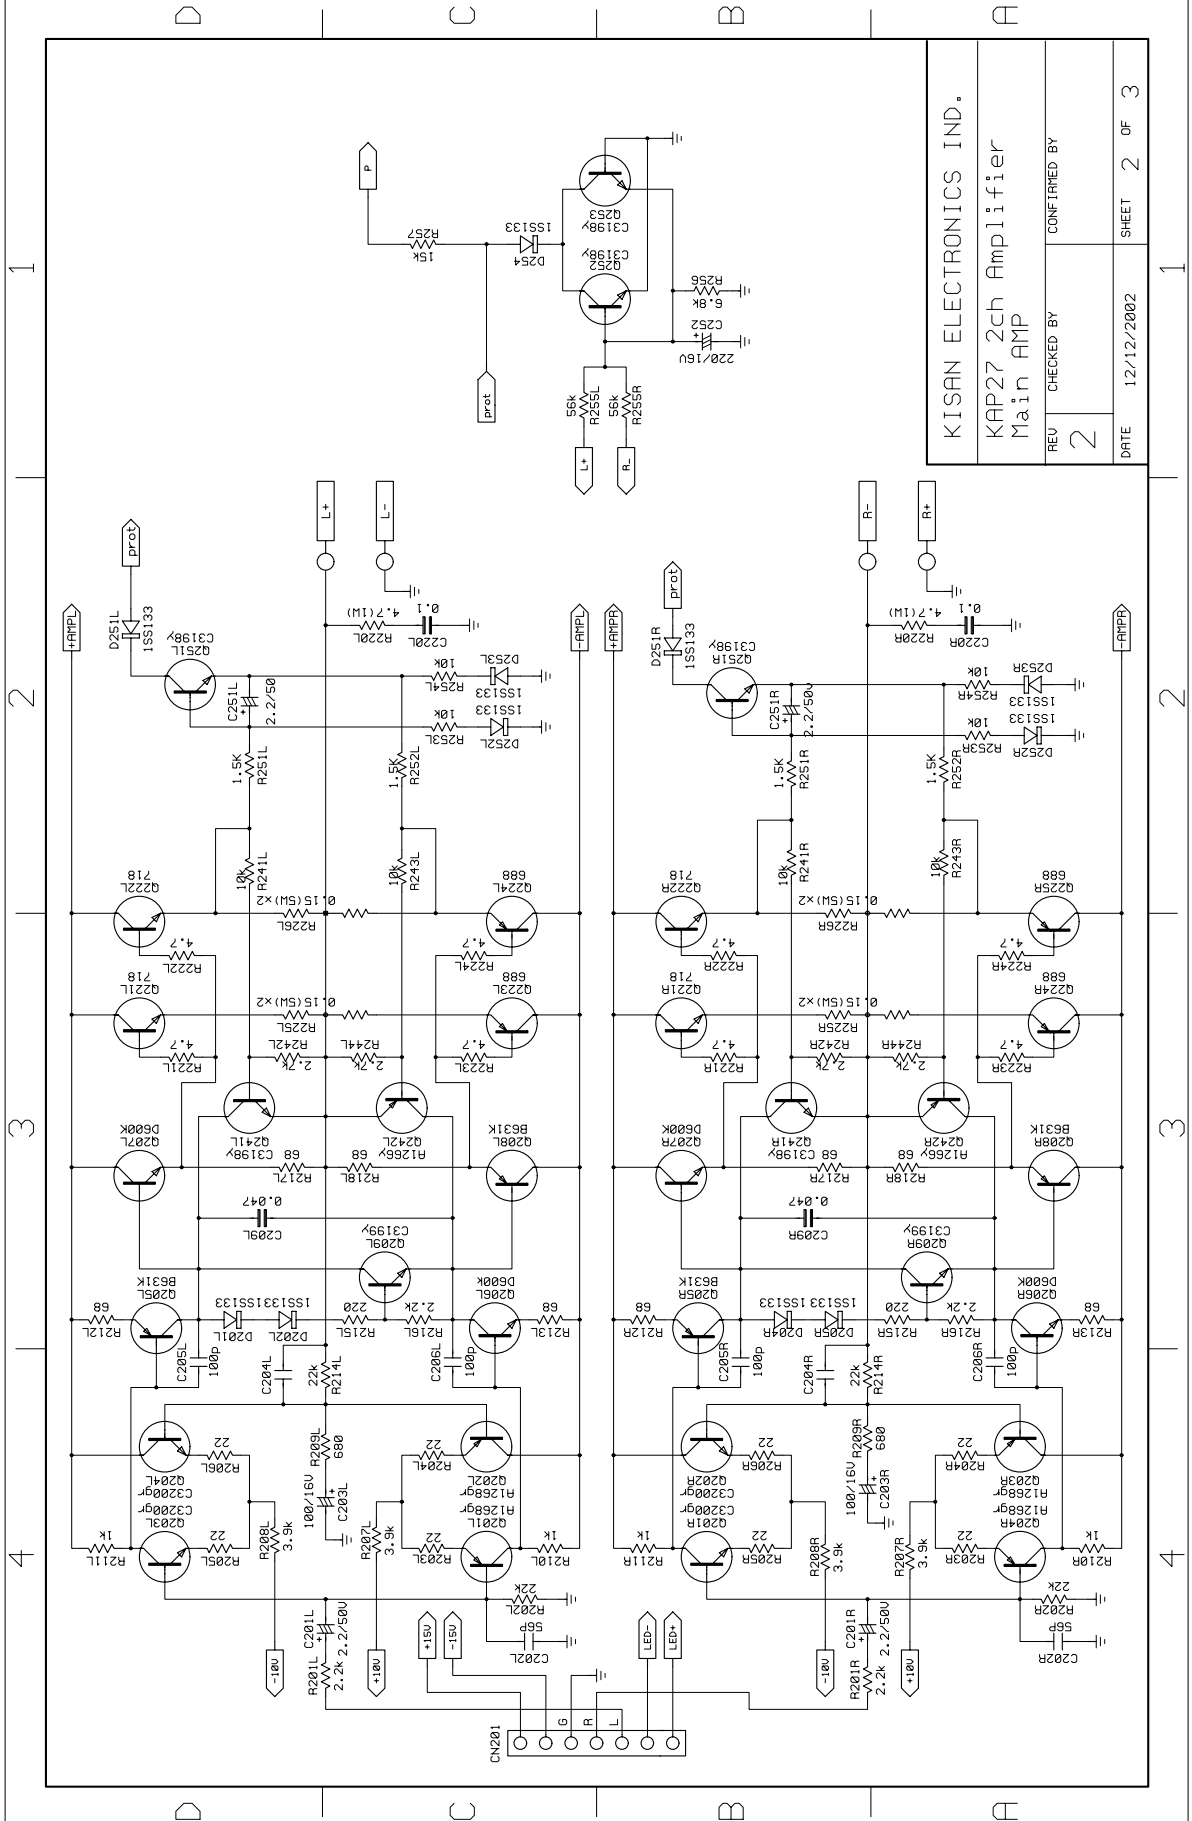 D
C
B
A
1
2
3
4
KISAN ELECTRONICS IND.
KAP27 2ch Amplifier
Main AMP
REV
2
CHECKED BY
CONFIRMED BY
DATE
12/12/2002
SHEET 2 OF 3
P
R257
15k
prot
D254
1SS133
Q252
C3198y
Q253
C3198y
R256
6.8k
C252
220/16V
+
56k
R255L
L+
56k
R255R
R_
prot
D251L
1SS133
Q251L
C3198y
+AMPL
C251L
2.2/50
+
L+
L-
R220L
4.7(1W)
C220L
0.1
-AMPL
R254L
10k
D253L
1SS133
R253L
10k
D252L
1SS133
1.5K
R251L
1.5K
R252L
10k
R241L
10k
R243L
Q222L
718
R222L
4.7
Q221L
718
R221L
4.7
R226L
0.15(5W)x2
R225L
0.15(5W)x2
R242L
2.7k
R244L
2.7k
Q224L
688
R224L
4.7
Q223L
688
R223L
4.7
Q241L
C3198y
Q242L
A1266y
Q207L
D600K
Q208L
B631K
R217L
68
R218L
68
C209L
0.047
Q209L
C3199y
Q205L
B631K
Q206L
D600k
R212L
68
R213L
68
D201L
1SS133
D202L
1SS133
R215L
220
R216L
2.2k
C205L
100p
C204L
C206L
100p
22k
R214L
R209L
680
100/16V
C203L
+
Q204L
C3200gr
Q203L
C3200gr
R206L
22
R205L
22
R211L
1k
R208L
3.9k
-10V
Q202L
A1268gr
Q201L
A1268gr
R204L
22
R203L
22
R210L
1k
R207L
3.9k
+10V
R202L
22k
C202L
56P
C201L
2.2/50V
+
R201L
2.2k
+15V
-15V
LED-
LED+
CN201
G
R
L
prot
D251R
1SS133
Q251R
C3198y
+AMPR
C251R
2.2/50v
+
R-
R+
R220R
4.7(1W)
C220R
0.1
-AMPR
R254R
10k
D253R
1SS133
R253R
10k
D252R
1SS133
1.5K
R251R
1.5K
R252R
10k
R241R
10k
R243R
Q222R
718
R222R
4.7
Q221R
718
R221R
4.7
R226R
0.15(5W)x2
R225R
0.15(5W)x2
R242R
2.7k
R244R
2.7k
Q225R
688
R224R
4.7
Q224R
688
R223R
4.7
Q241R
C3198y
Q242R
A1266y
Q207R
D600K
Q208R
B631K
R217R
68
R218R
68
C209R
0.047
Q209R
C3199y
Q205R
B631K
Q206R
D600K
R212R
68
R213R
68
D204R
1SS133
D205R
1SS133
R215R
220
R216R
2.2k
C205R
100p
C204R
C206R
100p
22k
R214R
R209R
680
100/16V
C203R
+
Q202R
C3200gr
Q201R
C3200gr
R206R
22
R205R
22
R211R
1k
R208R
3.9k
-10V
Q203R
A1268gr
Q204R
A1268gr
R204R
22
R203R
22
R210R
1k
R207R
3.9k
+10V
R202R
22k
C202R
56P
C201R
2.2/50V
+
R201R
2.2k
D
C
B
A
1
2
3
4